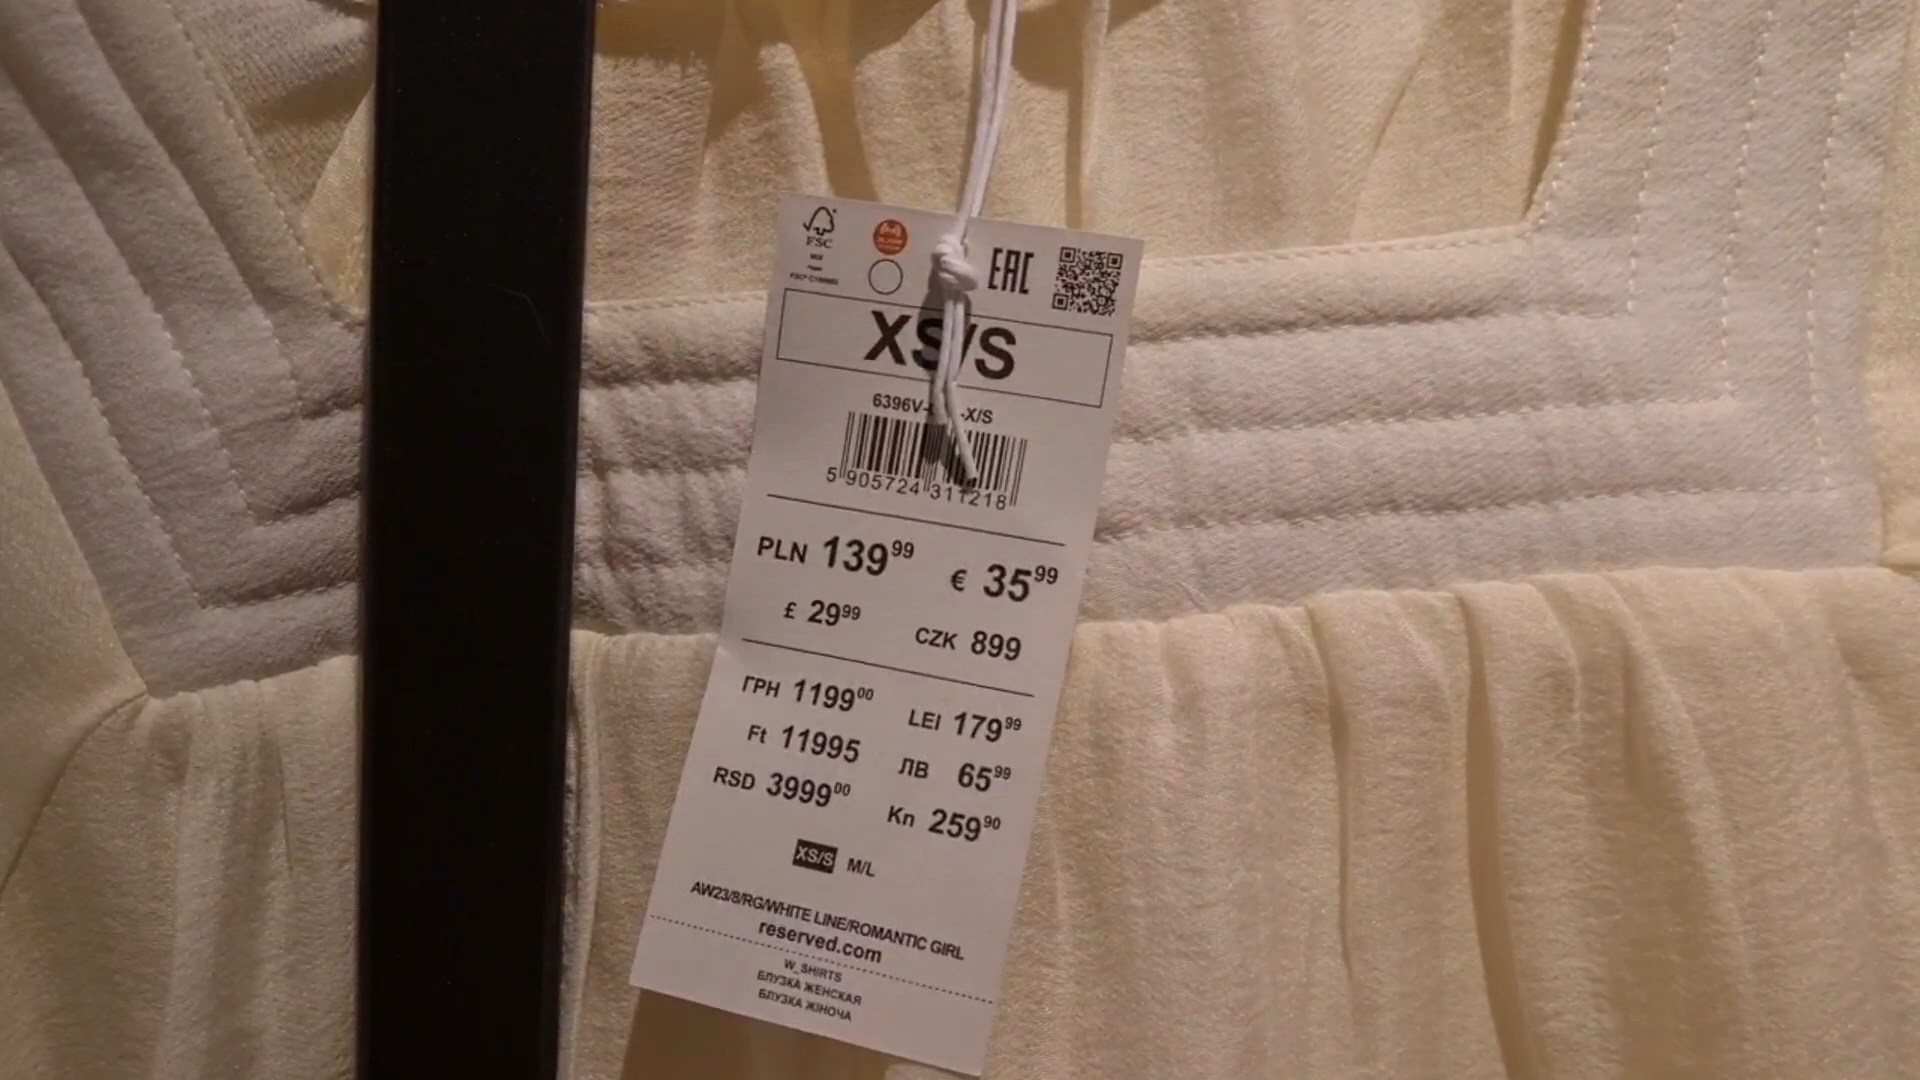 FSC
EAC
XS/S
5 905724 311218
PLN 139⁹⁹ € 35⁹⁹
£ 29⁹⁹ CZK 899
ГРН 1199⁰⁰ LEI 179⁹⁹
Ft 11995 ЛВ 65⁹⁹
RSD 3999⁰⁰ Kn 259⁹⁰
XS/S M/L
AW23/8/RG/WHITE LINE/ROMANTIC GIRL
reserved.com
W_SHIRTS
БЛУЗКА ЖЕНСКАЯ
БЛУЗКА ЖІНОЧА